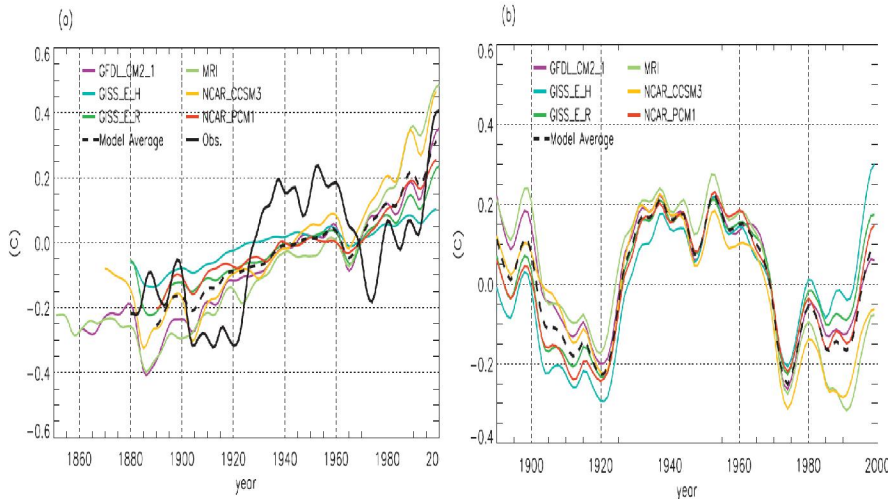 (a)
0.6
0.4
0.2
0.0
-0.2
-0.4
-0.6
(C)
GFDL_CM2_1
GISS_E_H
GISS_E_R
Model Average
MRI
NCAR_CCSM3
NCAR_PCM1
Obs.
1860 1880 1900 1920 1940 1960 1980 200
year
(b)
0.6
0.4
0.2
0.0
-0.2
-0.4
(C)
GFDL_CM2_1
GISS_E_H
GISS_E_R
Model Average
MRI
NCAR_CCSM3
NCAR_PCM1
1900 1920 1940 1960 1980 2000
year